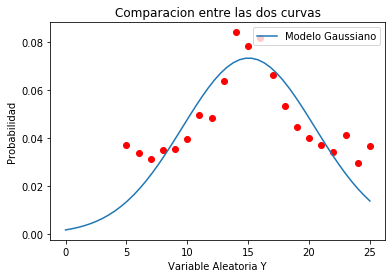 Comparacion entre las dos curvas
Modelo Gaussiano
0.08
0.06
0.04
0.02
0.00
Probabilidad
0 5 10 15 20 25
Variable Aleatoria Y